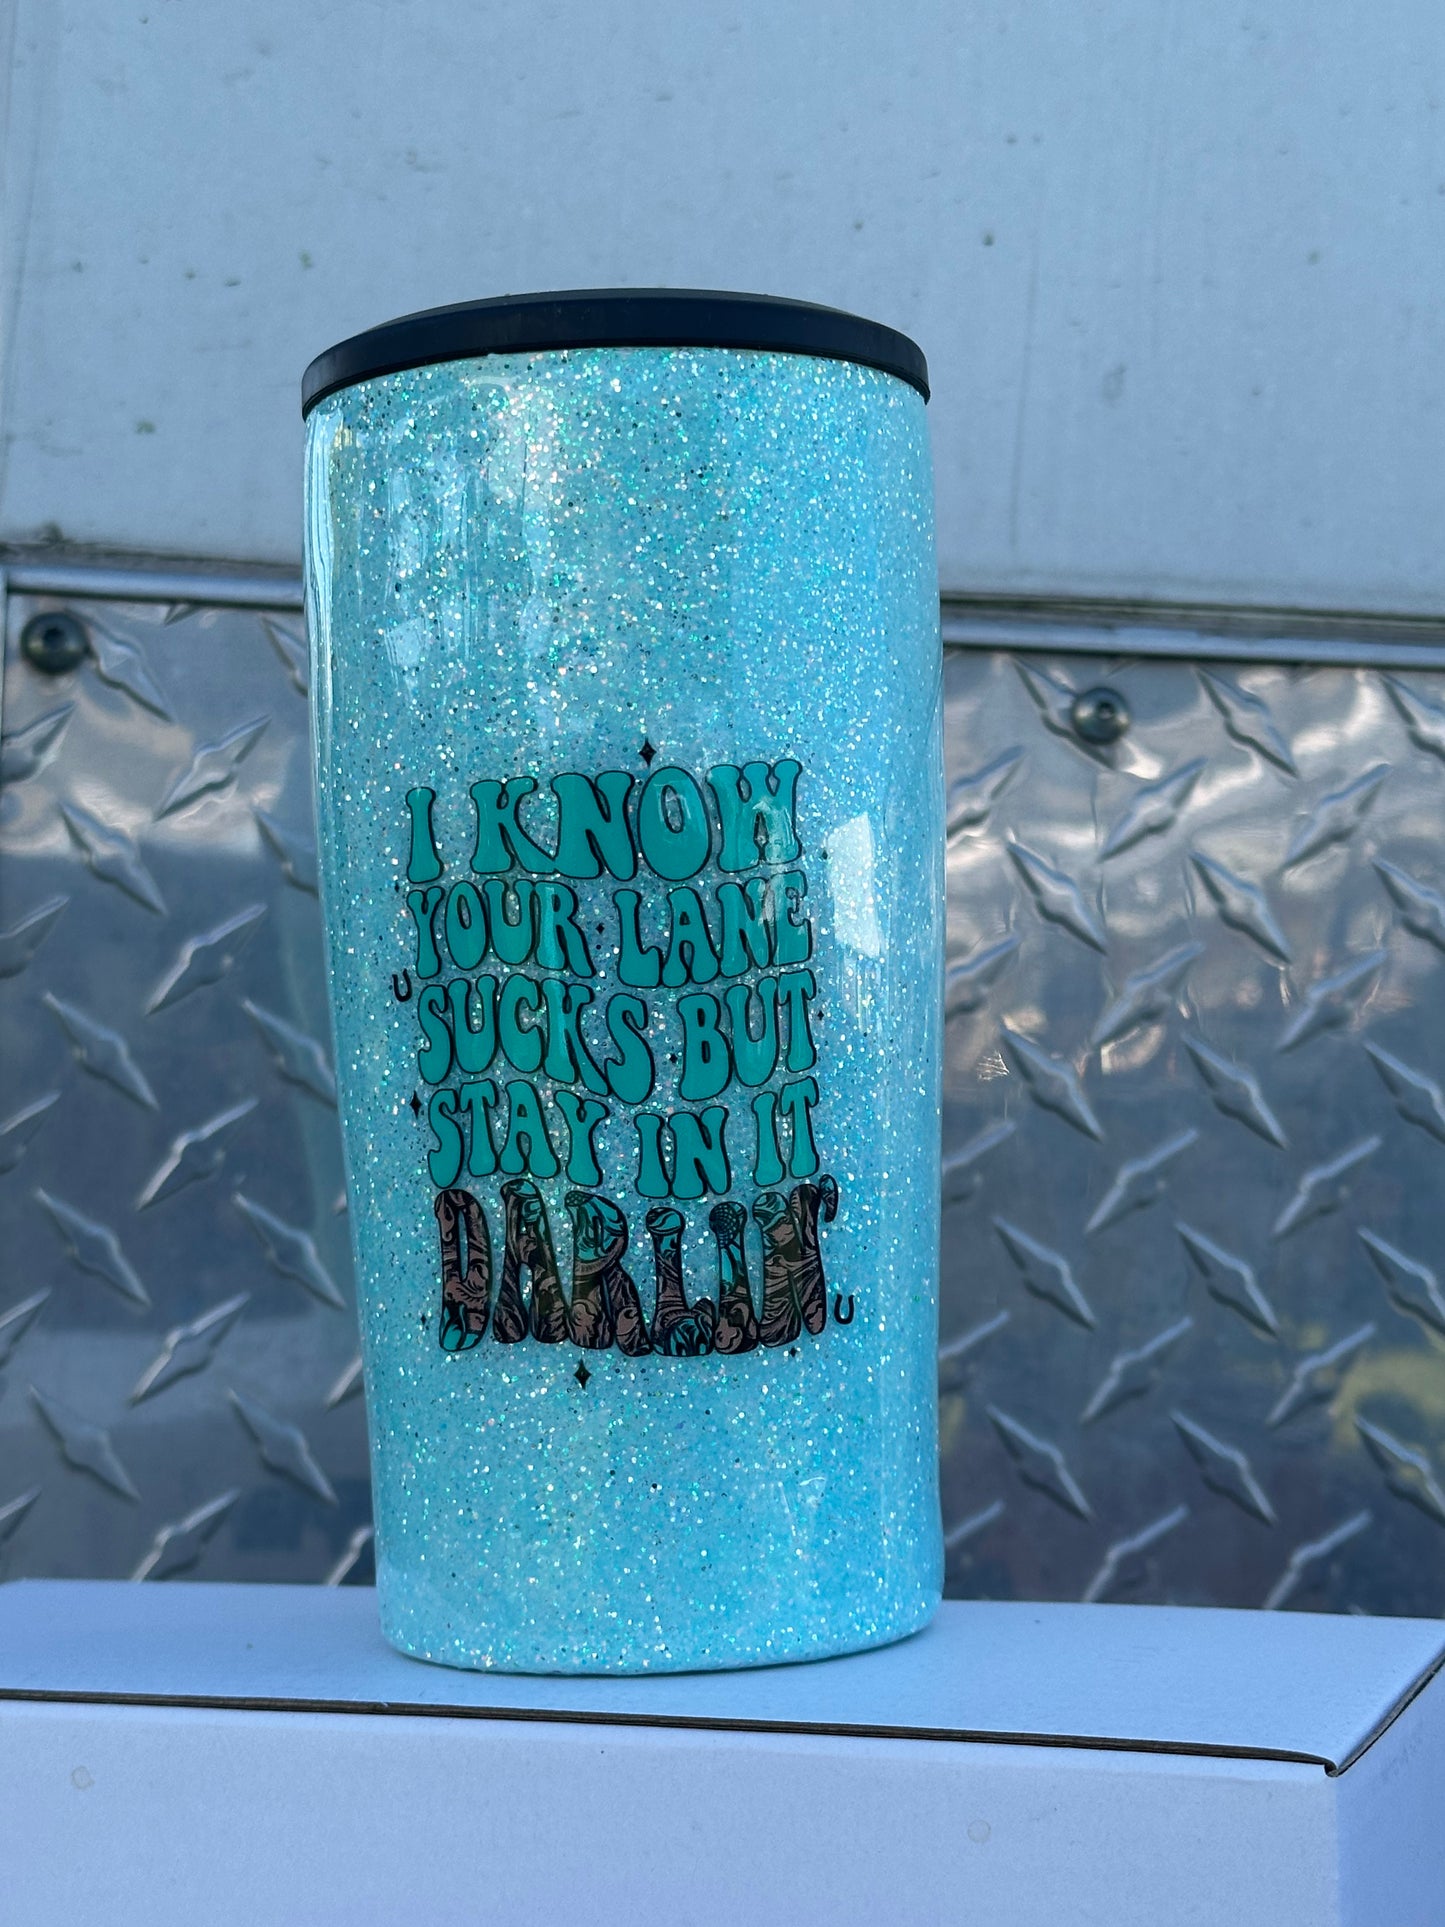 I KNOW
YOUR LANE
SUCKS BUT
STAY IN IT
DARLIN'